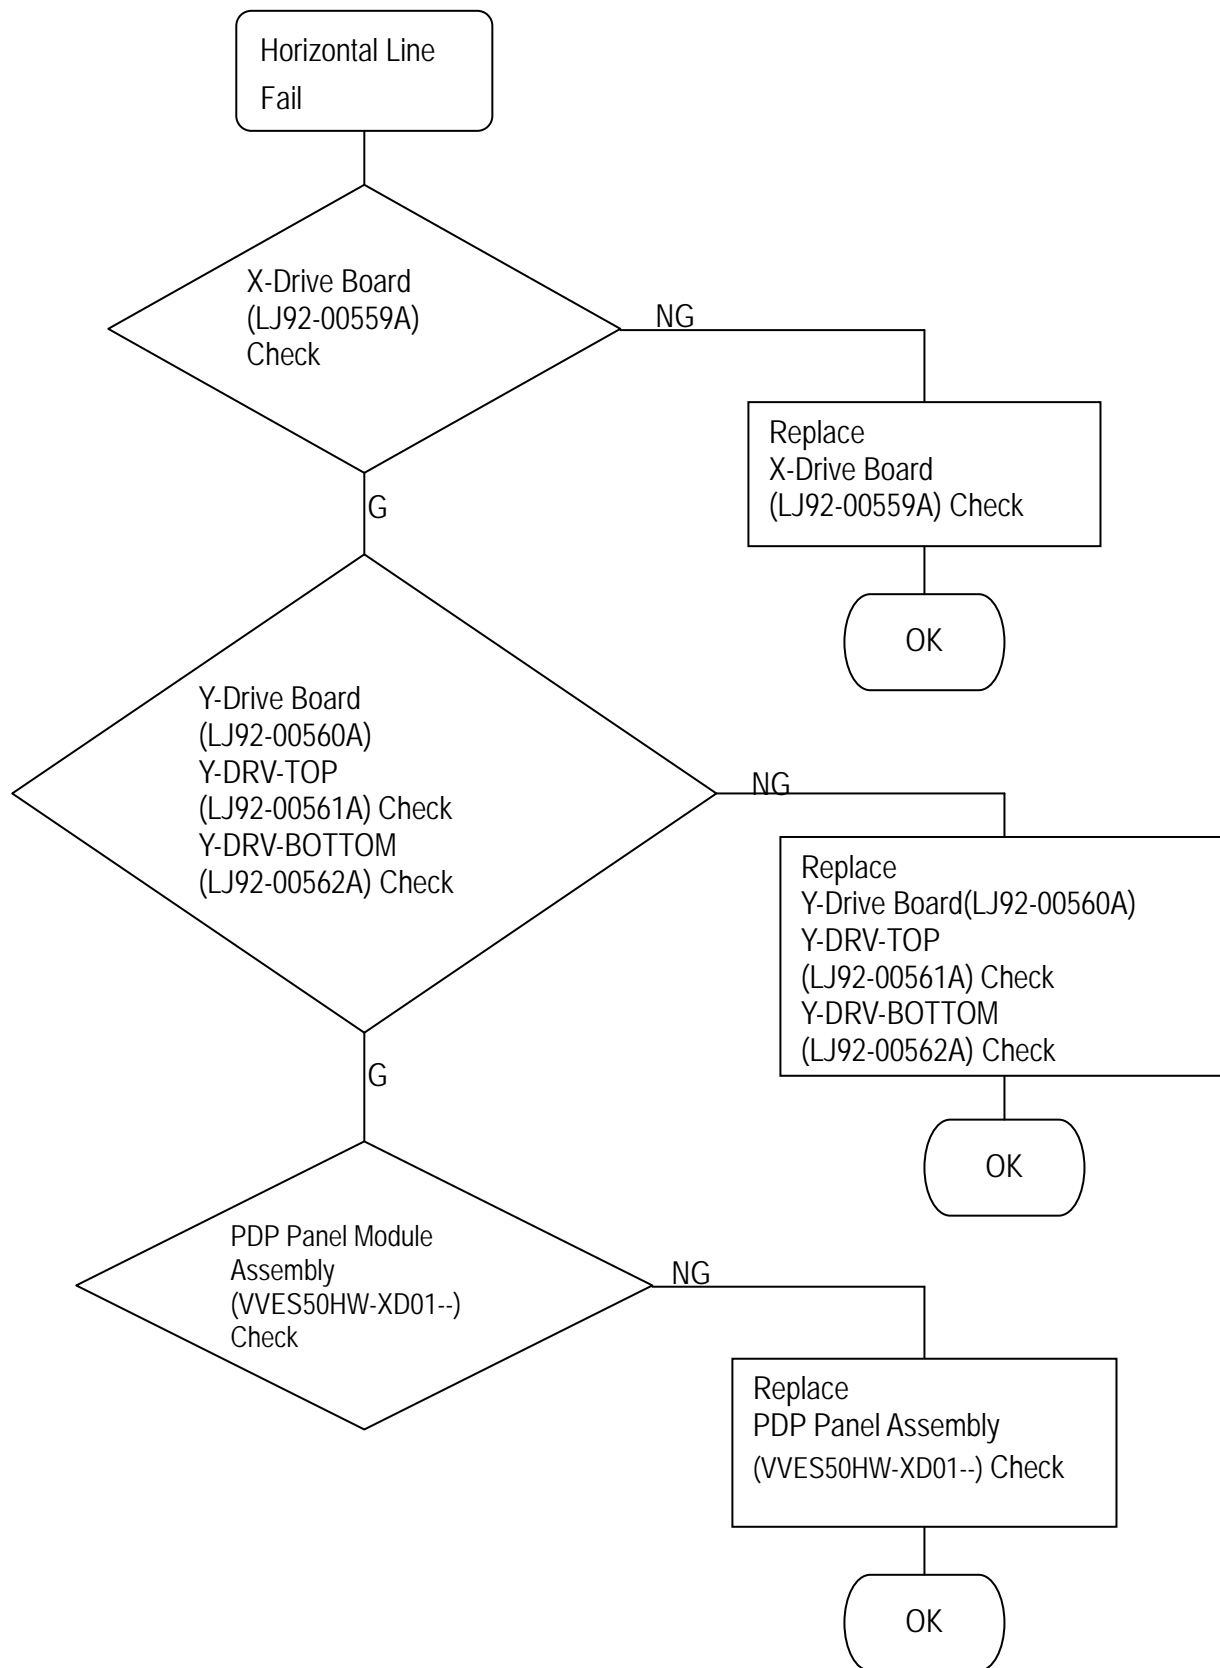 Horizontal Line
Fail
X-Drive Board
(LJ92-00559A)
Check
NG
Replace
X-Drive Board
(LJ92-00559A) Check
OK
G
Y-Drive Board
(LJ92-00560A)
Y-DRV-TOP
(LJ92-00561A) Check
Y-DRV-BOTTOM
(LJ92-00562A) Check
NG
Replace
Y-Drive Board(LJ92-00560A)
Y-DRV-TOP
(LJ92-00561A) Check
Y-DRV-BOTTOM
(LJ92-00562A) Check
OK
G
PDP Panel Module
Assembly
(VVES50HW-XD01--)
Check
NG
Replace
PDP Panel Assembly
(VVES50HW-XD01--) Check
OK